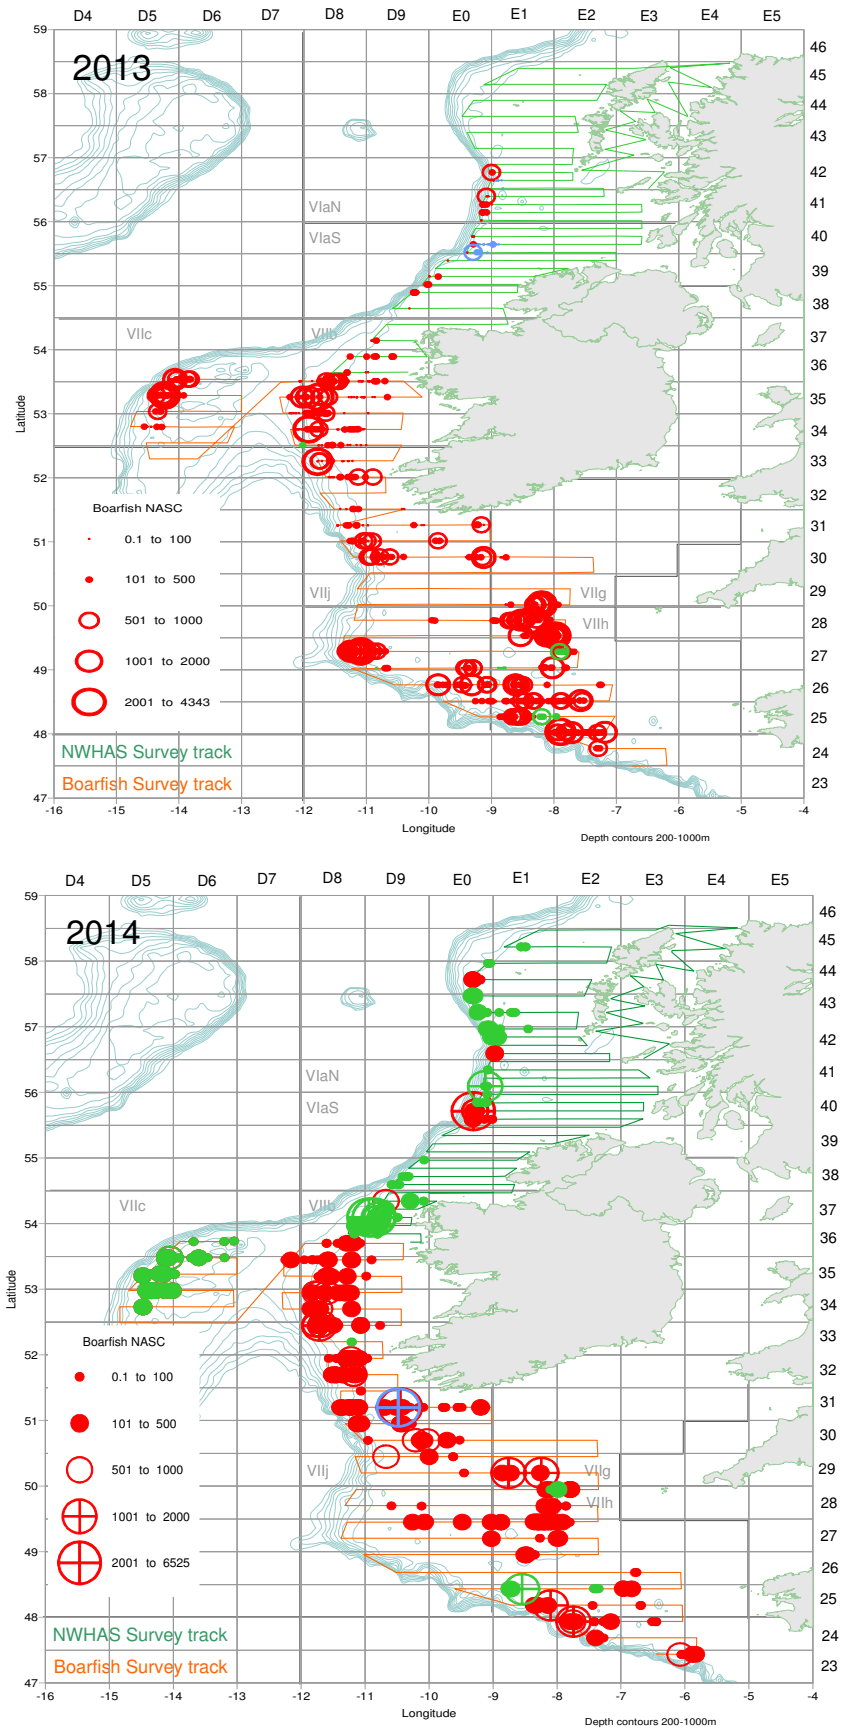 D4 D5 D6 D7 D8 D9 E0 E1 E2 E3 E4 E5
2013
59
58
57
56
55
54
53
52
51
50
49
48
47
46
45
44
43
42
41
40
39
38
37
36
35
34
33
32
31
30
29
28
27
26
25
24
23
VIaN
VIaS
VIIc VIIb
Latitude
Boarfish NASC
0.1 to 100
101 to 500
501 to 1000
1001 to 2000
2001 to 4343
VIIj VIIg
VIIh
NWHAS Survey track
Boarfish Survey track
-16 -15 -14 -13 -12 -11 -10 -9 -8 -7 -6 -5 -4
Longitude
Depth contours 200-1000m
D4 D5 D6 D7 D8 D9 E0 E1 E2 E3 E4 E5
2014
59
58
57
56
55
54
53
52
51
50
49
48
47
46
45
44
43
42
41
40
39
38
37
36
35
34
33
32
31
30
29
28
27
26
25
24
23
VIaN
VIaS
VIIc VIIb
Latitude
Boarfish NASC
0.1 to 100
101 to 500
501 to 1000
1001 to 2000
2001 to 6525
VIIj VIIg
VIIh
NWHAS Survey track
Boarfish Survey track
-16 -15 -14 -13 -12 -11 -10 -9 -8 -7 -6 -5 -4
Longitude
Depth contours 200-1000m